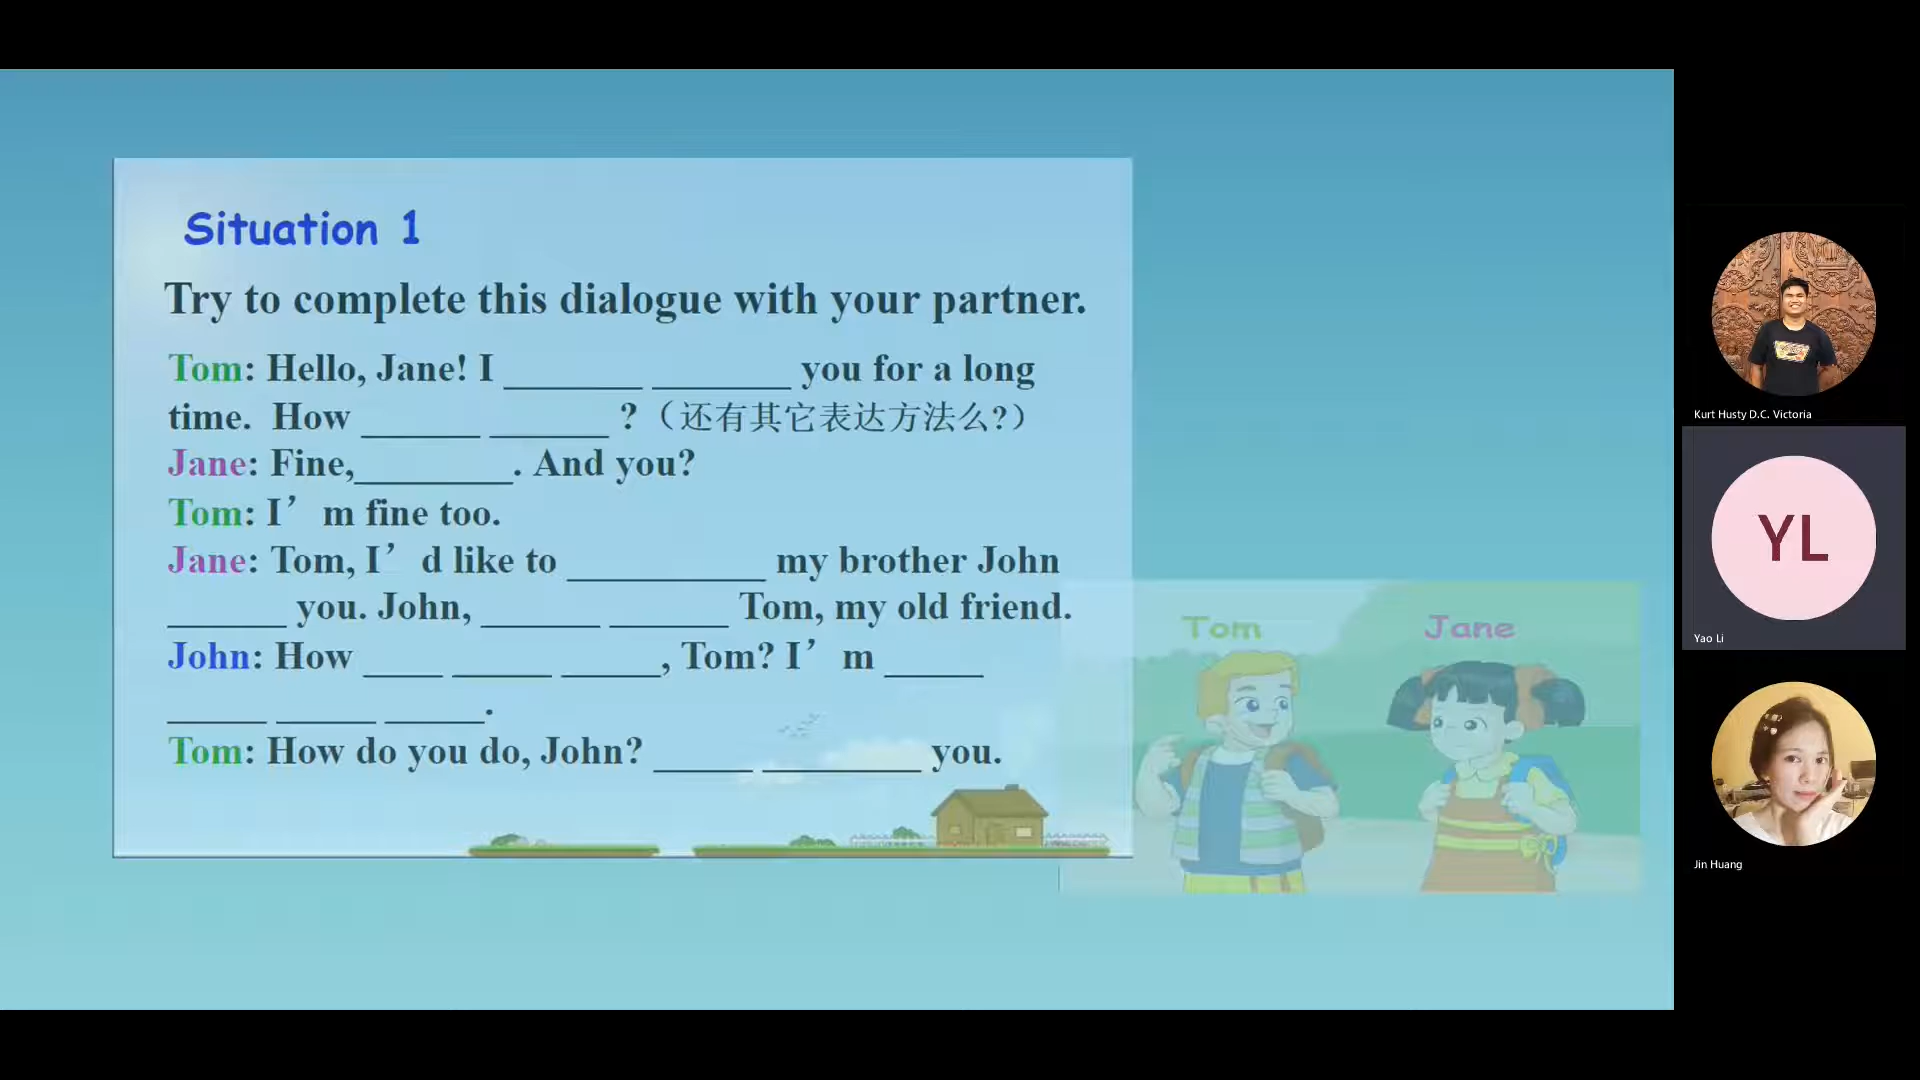 Situation 1
Try to complete this dialogue with your partner.
Tom: Hello, Jane! I _______ _______ you for a long
time. How ______ ______ ?（还有其它表达方法么?）
Jane: Fine,________. And you?
Tom: I’ m fine too.
Jane: Tom, I’ d like to __________ my brother John
______ you. John, ______ ______ Tom, my old friend.
John: How ____ _____ _____, Tom? I’ m _____
_____ _____ _____.
Tom: How do you do, John? _____ ________ you.
Tom
Jane
Kurt Husty D.C. Victoria
YL
Yao Li
Jin Huang